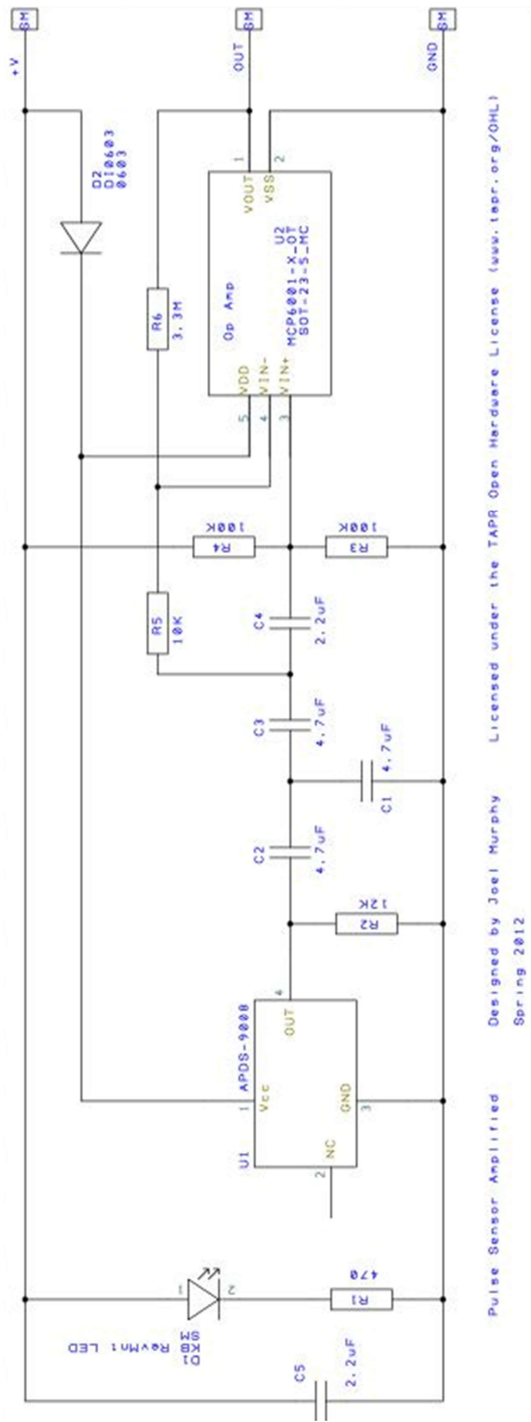 SM
+V
D2
DI0603
0603
SM
OUT
R6
3.3M
1
VOUT
2
VSS
Op Amp
U2
MCP6001-X_OT
SOT-23-5_MC
VDD
VIN-
VIN+
5
4
3
SM
GND
R4
100K
R3
100K
R5
10K
C4
2.2uF
C3
4.7uF
C1
4.7uF
C2
4.7uF
R2
12K
U1
APDS-9008
1
Vcc
OUT
4
NC
2
GND
3
D1
KB RevMnt LED
SM
1
2
R1
470
C5
2.2uF
Pulse Sensor Amplified
Designed by Joel Murphy
Spring 2012
Licensed under the TAPR Open Hardware License (www.tapr.org/OHL)